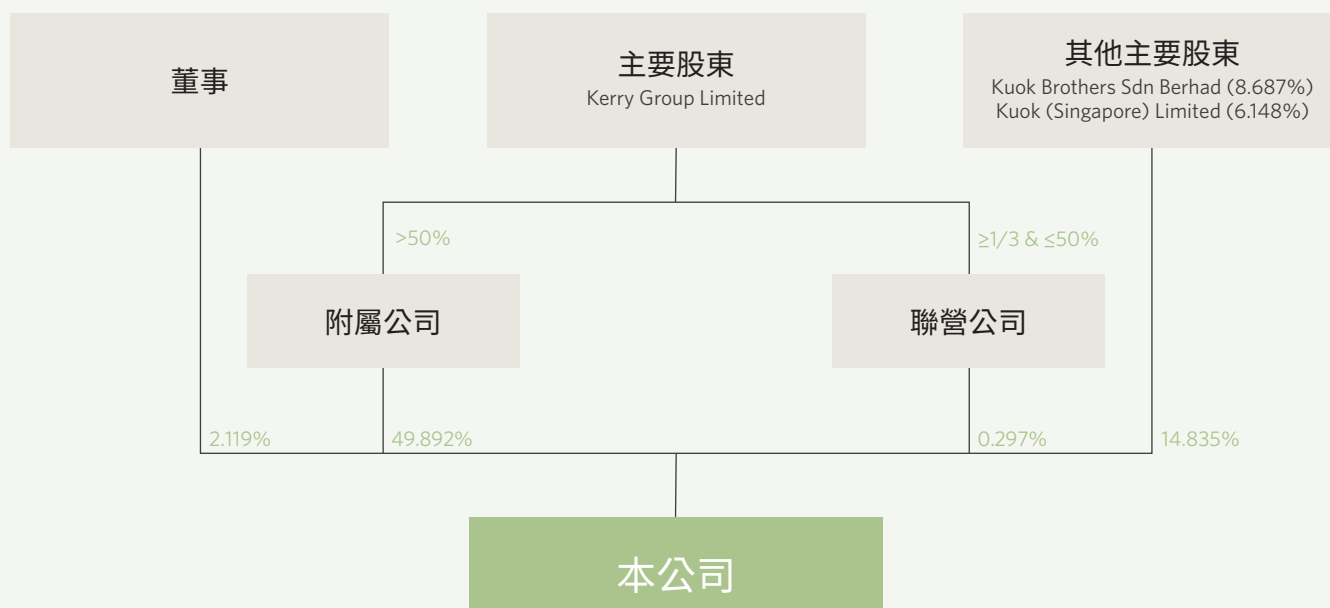 董事
主要股東
Kerry Group Limited
其他主要股東
Kuok Brothers Sdn Berhad (8.687%)
Kuok (Singapore) Limited (6.148%)
>50%
≥1/3 & ≤50%
附屬公司
聯營公司
2.119%
49.892%
0.297%
14.835%
本公司